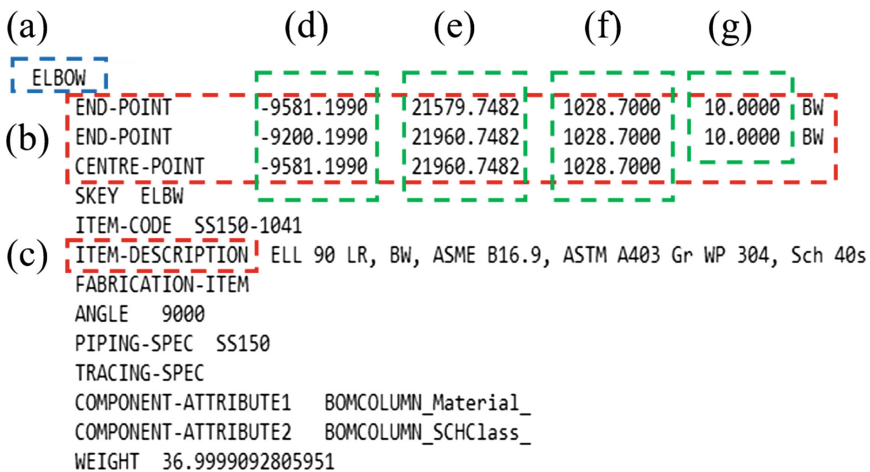 (a) (d) (e) (f) (g)
ELBOW
END-POINT -9581.1990 21579.7482 1028.7000 10.0000 BW
(b) END-POINT -9200.1990 21960.7482 1028.7000 10.0000 BW
CENTRE-POINT -9581.1990 21960.7482 1028.7000
SKEY ELBW
ITEM-CODE SS150-1041
(c) ITEM-DESCRIPTION ELL 90 LR, BW, ASME B16.9, ASTM A403 Gr WP 304, Sch 40s
FABRICATION-ITEM
ANGLE 9000
PIPING-SPEC SS150
TRACING-SPEC
COMPONENT-ATTRIBUTE1 BOMCOLUMN_Material_
COMPONENT-ATTRIBUTE2 BOMCOLUMN_SCHClass_
WEIGHT 36.9999092805951